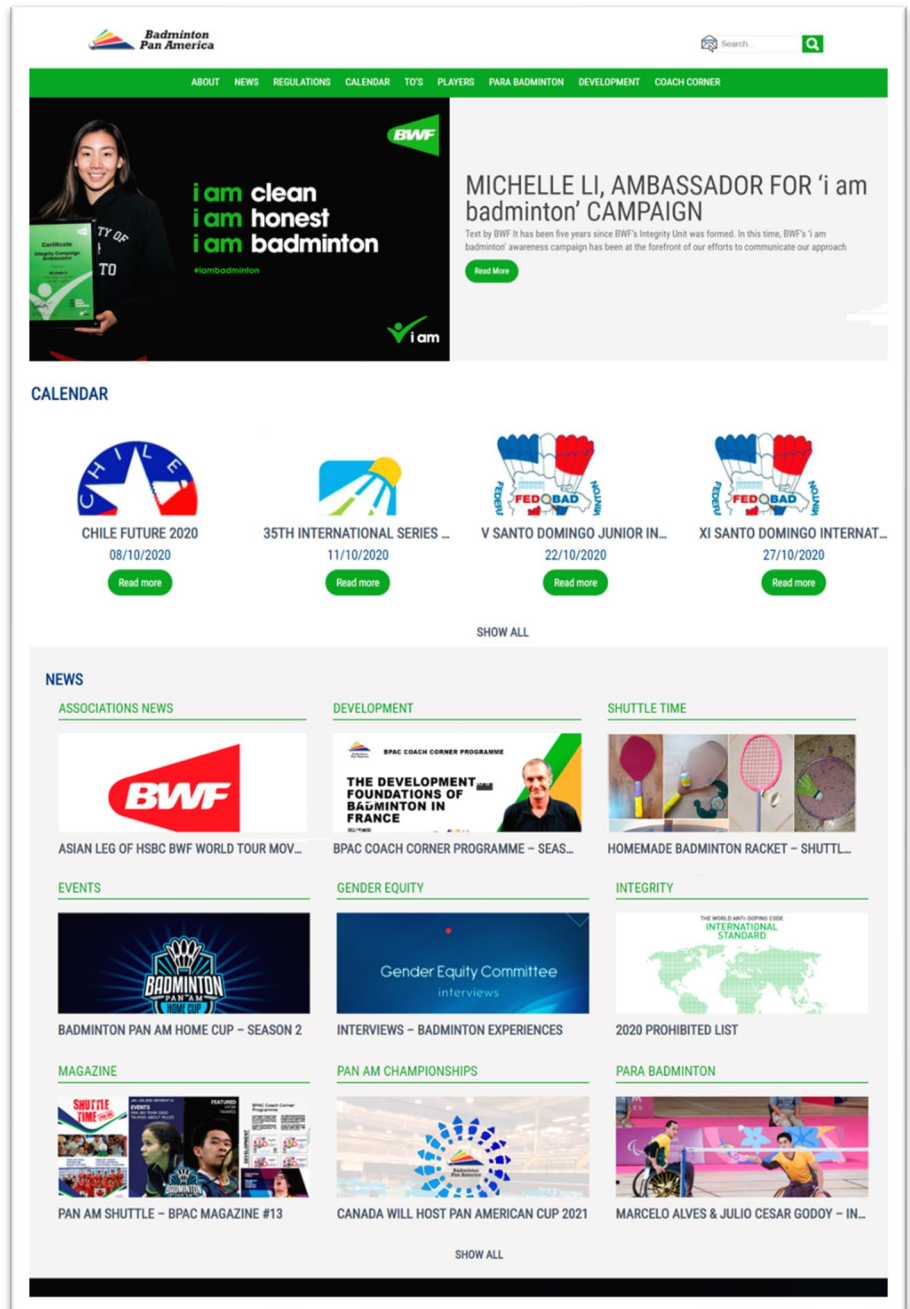 Badminton
Pan America
Search...
ABOUT NEWS REGULATIONS CALENDAR TO'S PLAYERS PARA BADMINTON DEVELOPMENT COACH CORNER
BWF
i am clean
i am honest
i am badminton
#iambadminton
i am
Certificate
Integrity Campaign
Ambassador
TY OF
TO
MICHELLE LI, AMBASSADOR FOR ‘i am
badminton’ CAMPAIGN
Text by BWF It has been five years since BWF's Integrity Unit was formed. In this time, BWF's 'i am
badminton' awareness campaign has been at the forefront of our efforts to communicate our approach
Read More
CALENDAR
CHILE
CHILE FUTURE 2020
08/10/2020
Read more
35TH INTERNATIONAL SERIES ...
11/10/2020
Read more
FEDOBAD
V SANTO DOMINGO JUNIOR IN...
22/10/2020
Read more
FEDOBAD
XI SANTO DOMINGO INTERNAT...
27/10/2020
Read more
SHOW ALL
NEWS
ASSOCIATIONS NEWS
BWF
ASIAN LEG OF HSBC BWF WORLD TOUR MOV...
DEVELOPMENT
BPAC COACH CORNER PROGRAMME
THE DEVELOPMENT
FOUNDATIONS OF
BADMINTON IN
FRANCE
BPAC COACH CORNER PROGRAMME – SEAS...
SHUTTLE TIME
HOMEMADE BADMINTON RACKET – SHUTTL...
EVENTS
BADMINTON
PAN AM
HOME CUP
BADMINTON PAN AM HOME CUP – SEASON 2
GENDER EQUITY
Gender Equity Committee
interviews
INTERVIEWS – BADMINTON EXPERIENCES
INTEGRITY
THE WORLD ANTI-DOPING CODE
INTERNATIONAL
STANDARD
2020 PROHIBITED LIST
MAGAZINE
SHUTTLE
TIME
EVENTS
FEATURED
BPAC Coach Corner
Programme
DEVELOPMENT
PAN AM SHUTTLE – BPAC MAGAZINE #13
PAN AM CHAMPIONSHIPS
Badminton
Pan America
CANADA WILL HOST PAN AMERICAN CUP 2021
PARA BADMINTON
MARCELO ALVES & JULIO CESAR GODOY – IN...
SHOW ALL